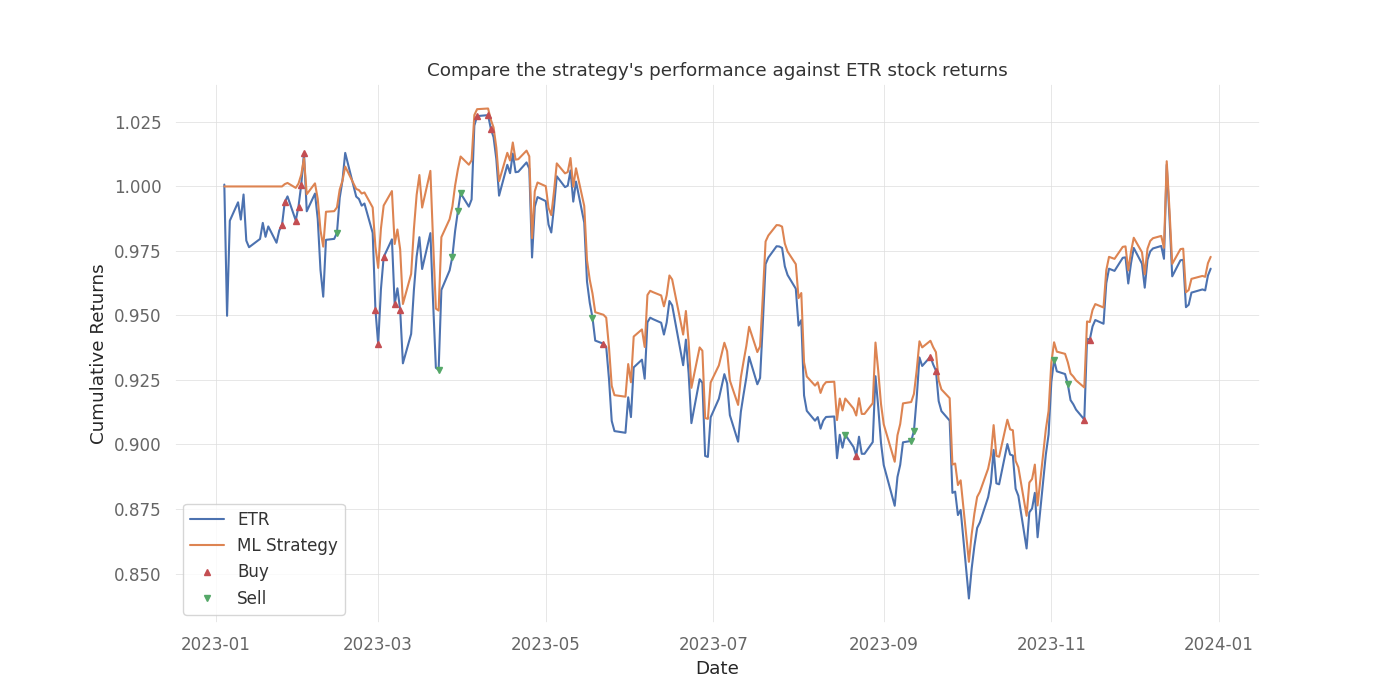 Compare the strategy's performance against ETR stock returns
Cumulative Returns
1.025
1.000
0.975
0.950
0.925
0.900
0.875
0.850
ETR
ML Strategy
Buy
Sell
2023-01
2023-03
2023-05
2023-07
2023-09
2023-11
2024-01
Date